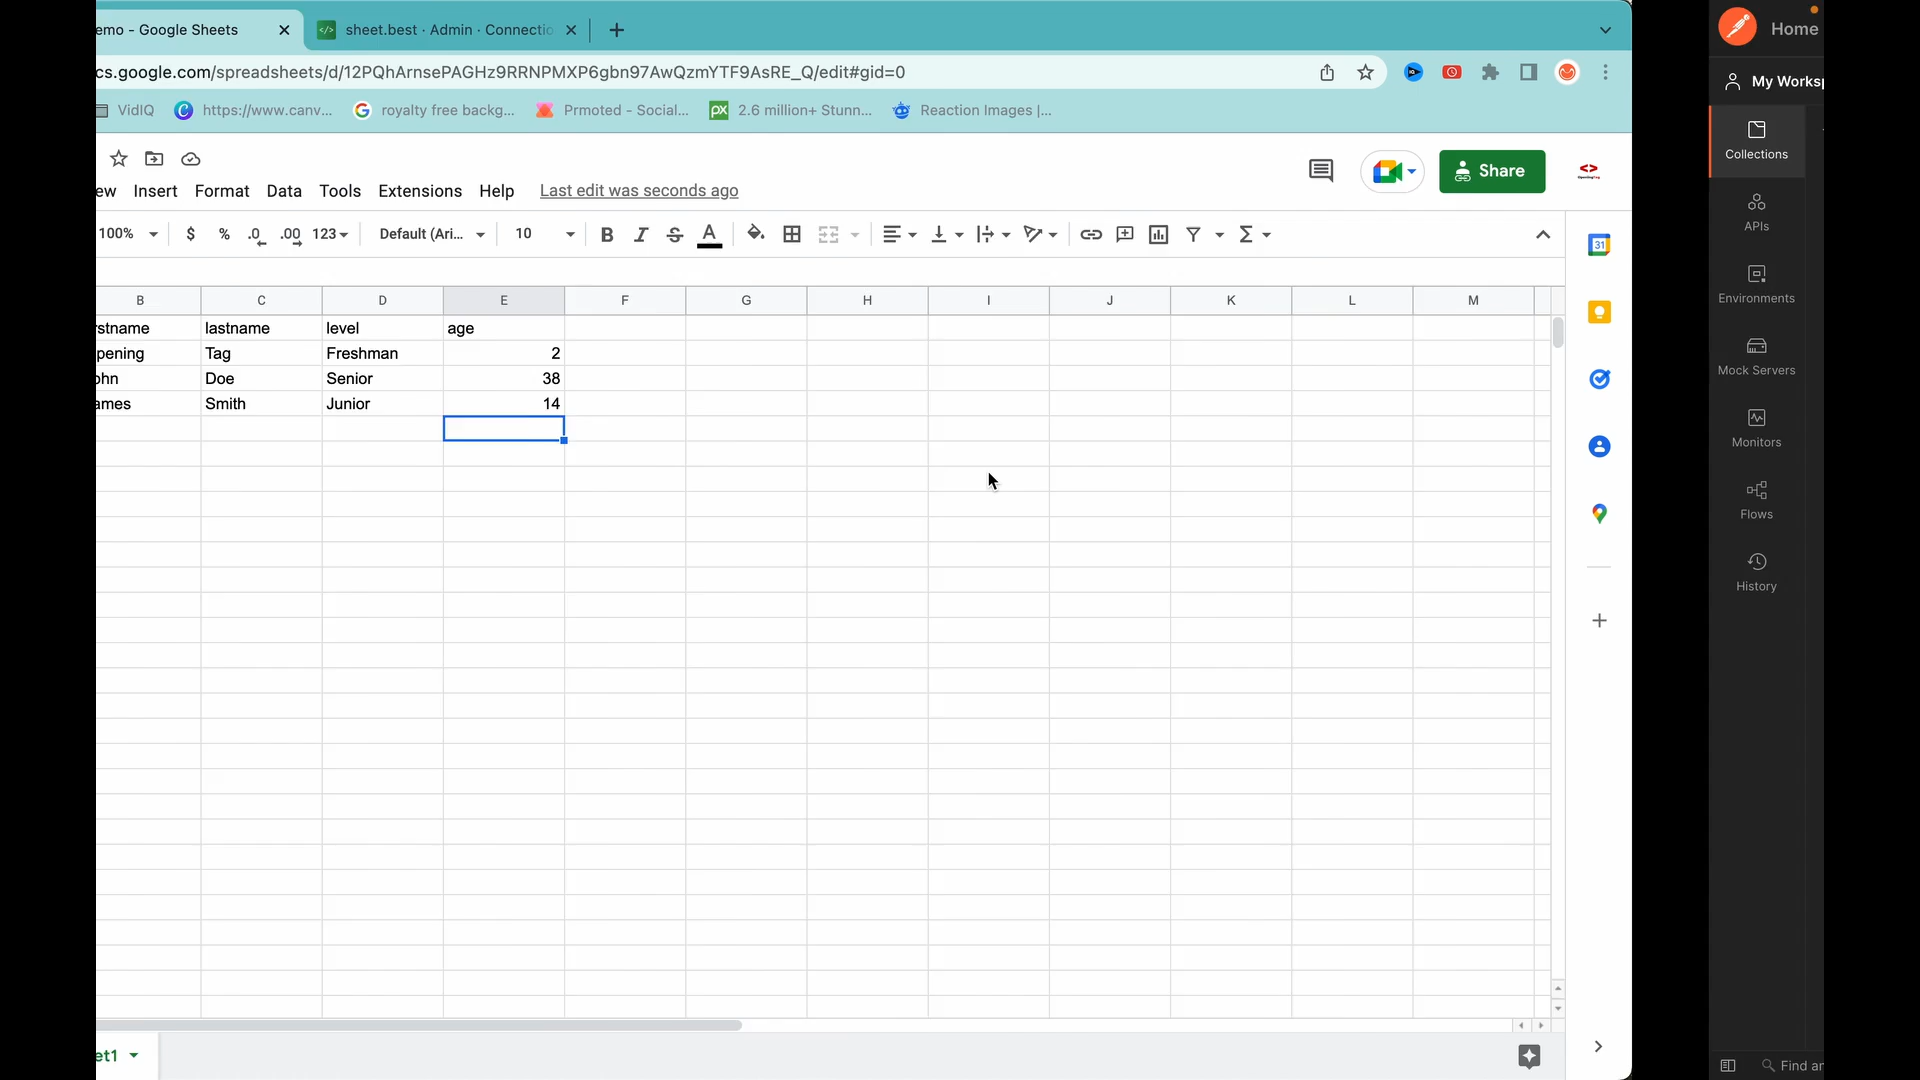 emo - Google Sheets
sheet.best · Admin · Connectio
cs.google.com/spreadsheets/d/12PQhArnsePAGHz9RRNPMXP6gbn97AwQzmYTF9AsRE_Q/edit#gid=0
VidIQ https://www.canv... royalty free backg... Prmoted - Social... 2.6 million+ Stunn... Reaction Images |...
ew Insert Format Data Tools Extensions Help Last edit was seconds ago
Share
100% $ % .0 .00 123 Default (Ari... 10 B I S A
B C D E F G H I J K L M
rstname lastname level age
pening Tag Freshman 2
ohn Doe Senior 38
ames Smith Junior 14
et1
31
Home
My Worksp
Collections
APIs
Environments
Mock Servers
Monitors
Flows
History
Find an